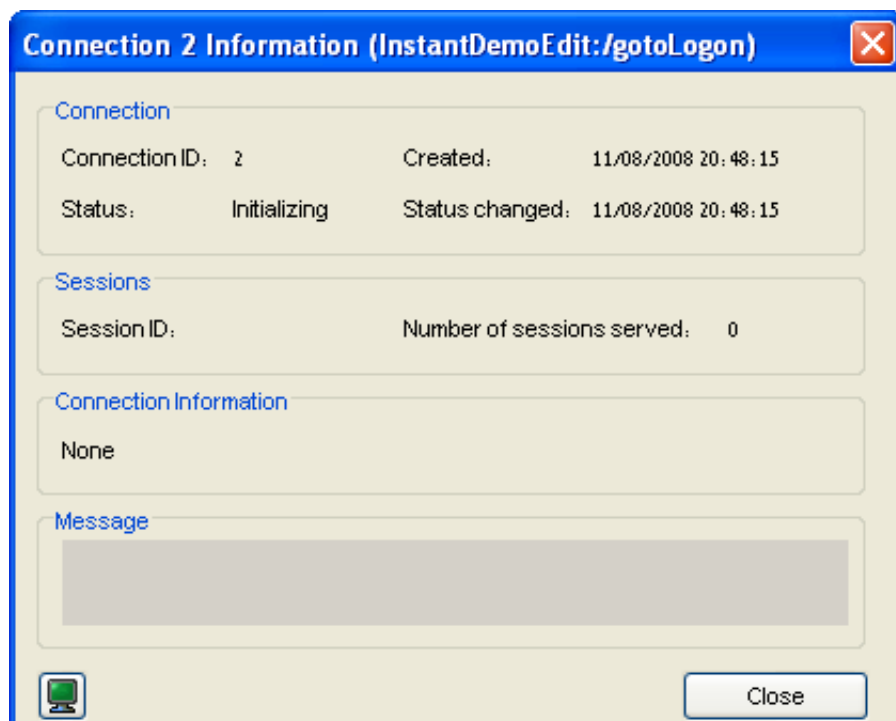 Connection 2 Information (InstantDemoEdit:/gotoLogon)
Connection
Connection ID: 2 Created: 11/08/2008 20:48:15
Status: Initializing Status changed: 11/08/2008 20:48:15
Sessions
Session ID: Number of sessions served: 0
Connection Information
None
Message
Close